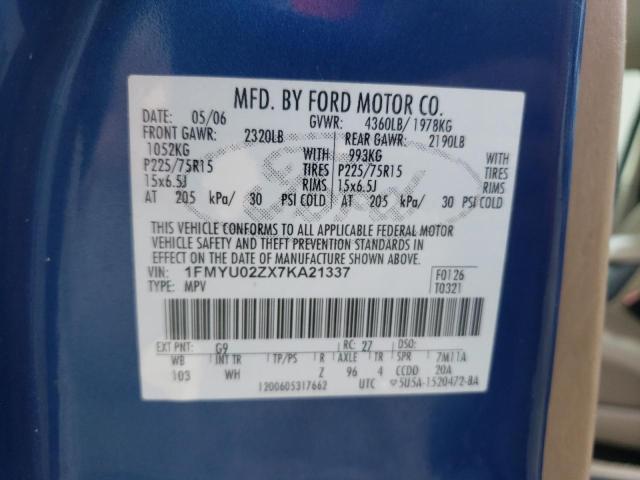 MFD. BY FORD MOTOR CO.
DATE: 05/06 GVWR: 4360LB/ 1978KG
FRONT GAWR: 2320LB REAR GAWR: 2190LB
1052KG WITH 993KG WITH
P225/75R15 TIRES P225/75R15 TIRES
15x6.5J RIMS 15x6.5J RIMS
AT 205 kPa/ 30 PSI COLD AT 205 kPa/ 30 PSI COLD
THIS VEHICLE CONFORMS TO ALL APPLICABLE FEDERAL MOTOR
VEHICLE SAFETY AND THEFT PREVENTION STANDARDS IN
EFFECT ON THE DATE OF MANUFACTURE SHOWN ABOVE.
VIN: 1FMYU02ZX7KA21337 F0126
TYPE: MPV T0321
EXT PNT: G9 RC: 27 DSO:
WB INT TR TP/PS R AXLE TR SPR 7M11A
103 WH Z 96 4 CCDD 20A
1200605317662 UTC 5U5A-1520472-BA
Ford